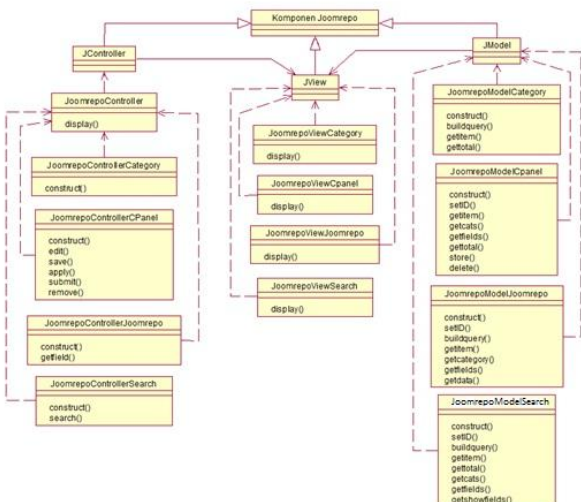 Komponen Joomrepo
JController
JView
JModel
JoomrepoController
display()
JoomrepoControllerCategory
construct()
JoomrepoControllerCPanel
construct()
edit()
save()
apply()
submit()
remove()
JoomrepoControllerJoomrepo
construct()
getfield()
JoomrepoControllerSearch
construct()
search()
JoomrepoViewCategory
display()
JoomrepoViewCpanel
display()
JoomrepoViewJoomrepo
display()
JoomrepoViewSearch
display()
JoomrepoModelCategory
construct()
buildquery()
getitem()
gettotal()
JoomrepoModelCpanel
construct()
setID()
getitem()
getcats()
getfields()
gettotal()
store()
delete()
JoomrepoModelJoomrepo
construct()
setID()
buildquery()
getitem()
getcategory()
getfields()
getdata()
JoomrepoModelSearch
construct()
setID()
buildquery()
getitem()
gettotal()
getcats()
getfields()
getshowfields()